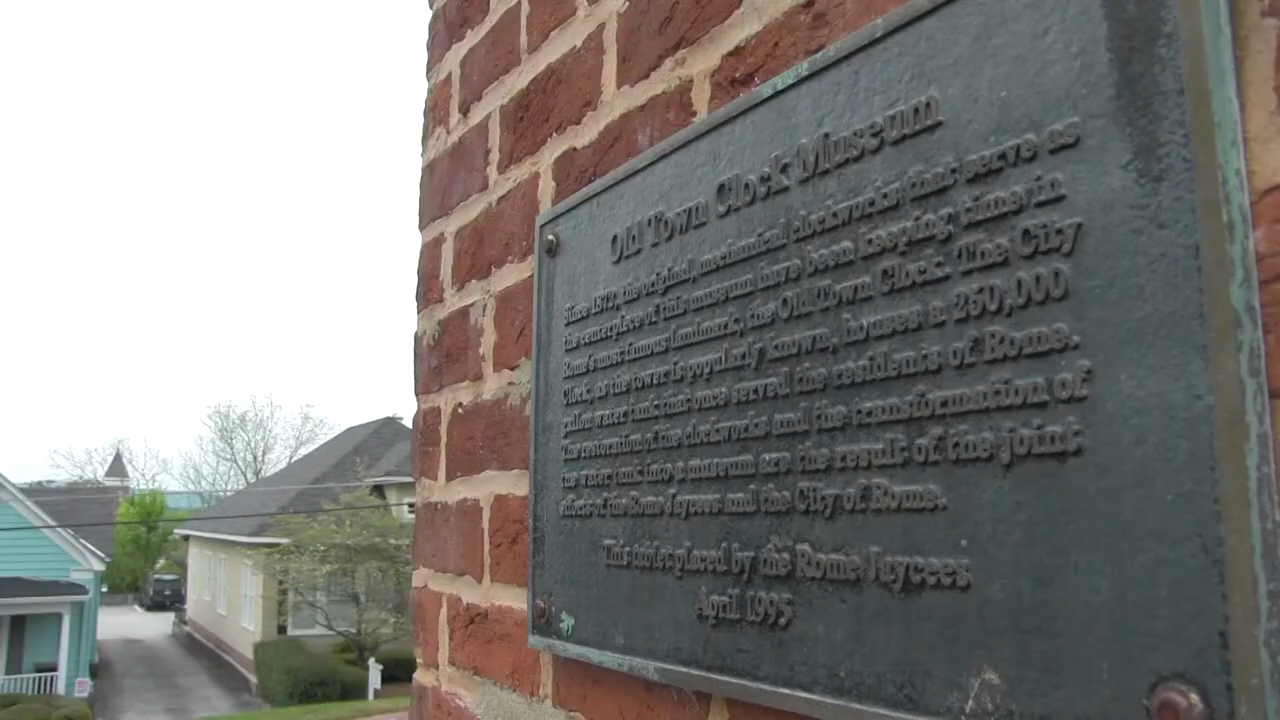 Old Town Clock Museum
Since 1872, the original, mechanical clockworks that serve as
the centerpiece of this museum have been keeping time in
Rome's most famous landmark, the Old Town Clock. The City
Clock, as the tower is popularly known, houses a 250,000
gallon water tank that once served the residents of Rome.
The restoration of the clockworks and the transformation of
the water tank into a museum are the result of the joint
efforts of the Rome Jaycees and the City of Rome.
This tablet placed by the Rome Jaycees
April 1995